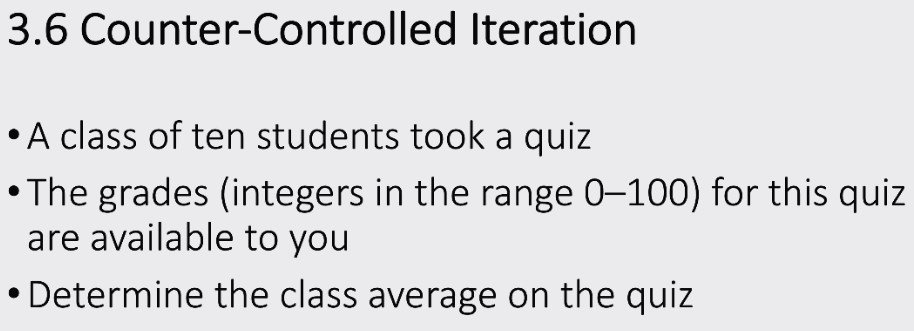 3.6 Counter-Controlled Iteration
• A class of ten students took a quiz
• The grades (integers in the range 0–100) for this quiz
are available to you
• Determine the class average on the quiz